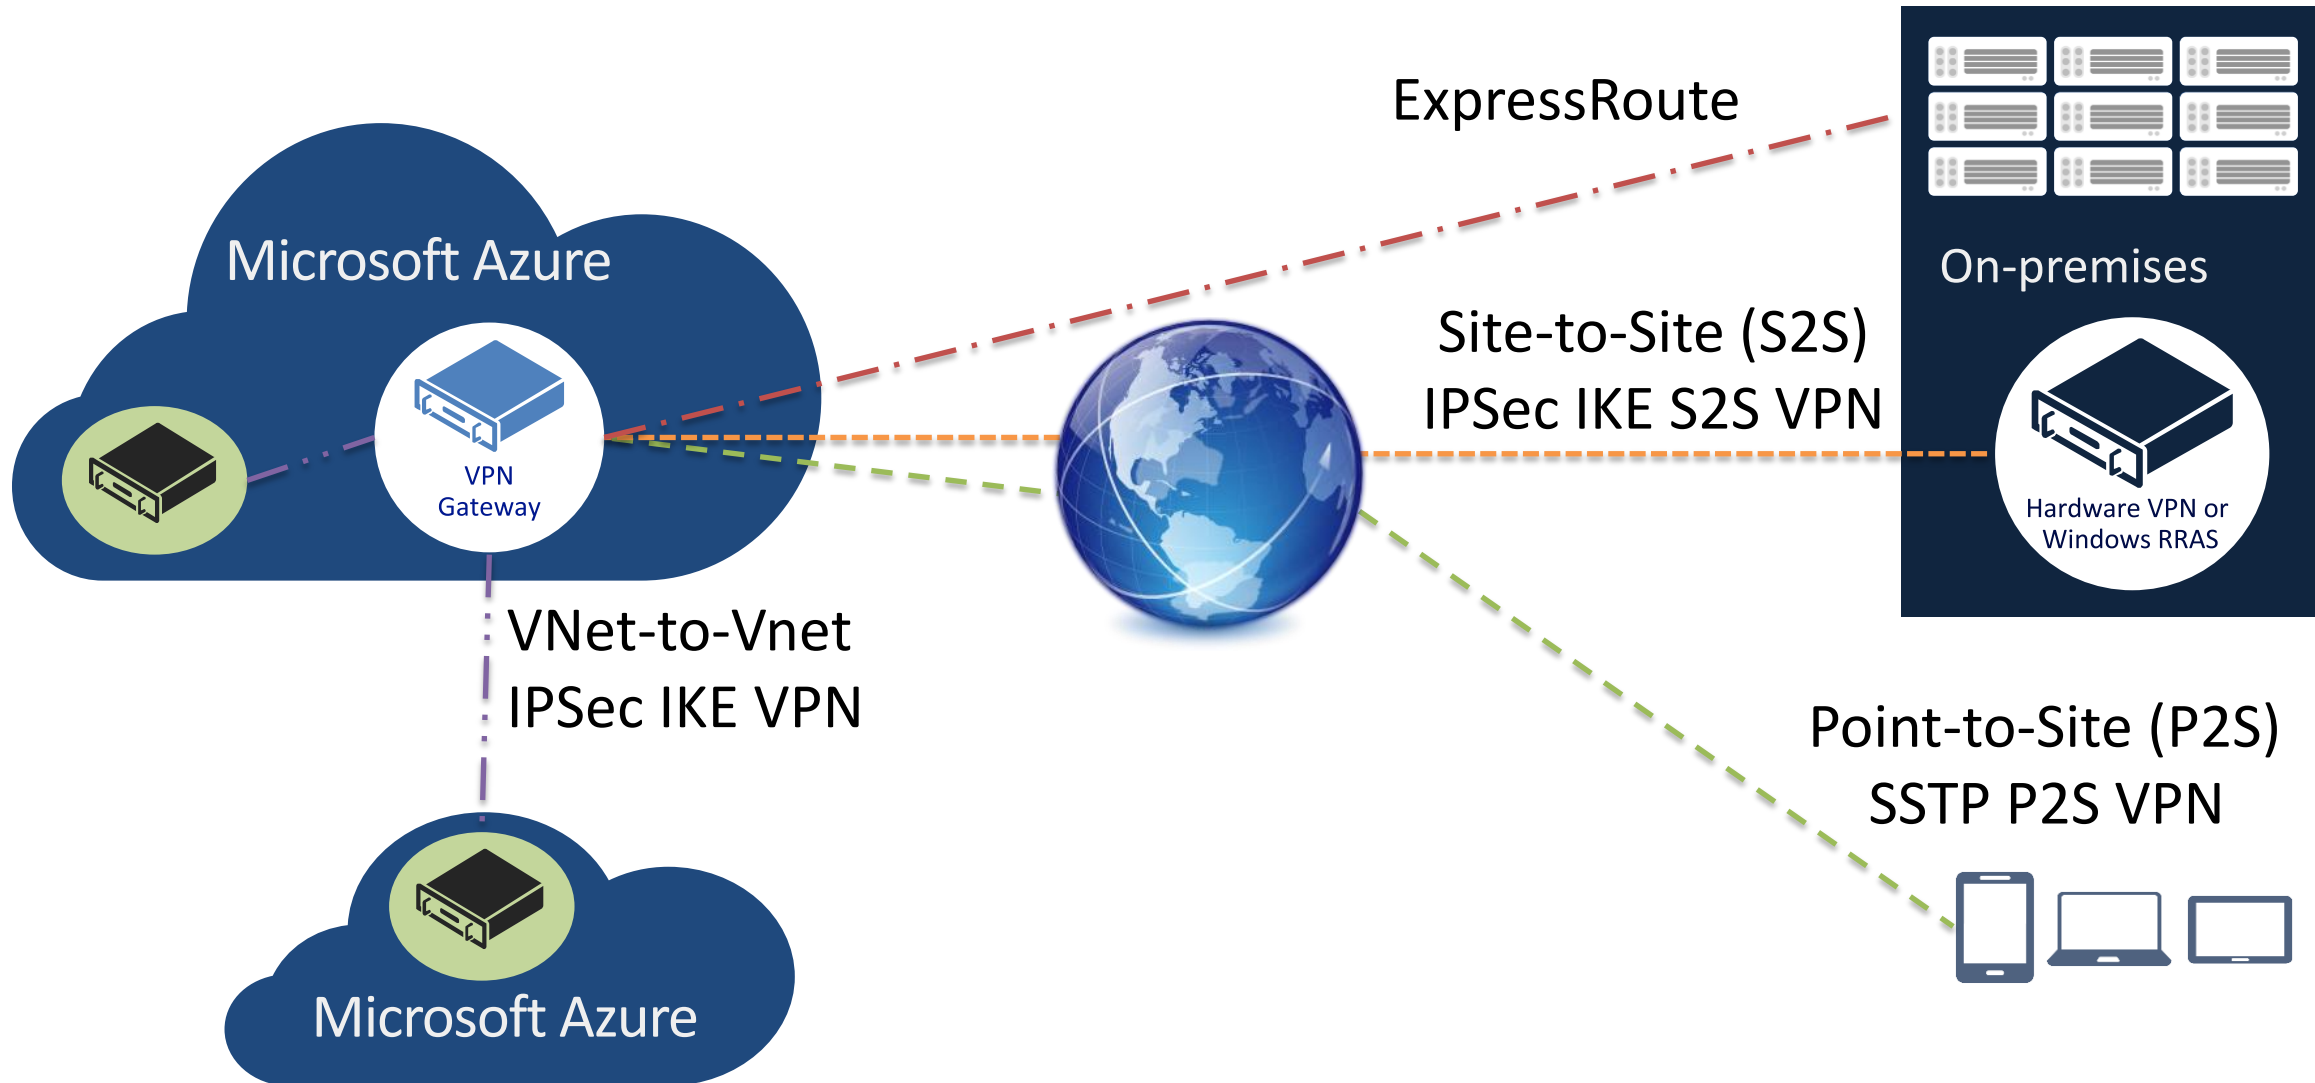 ExpressRoute
Microsoft Azure
On-premises
Site-to-Site (S2S)
IPSec IKE S2S VPN
VPN
Gateway
Hardware VPN or
Windows RRAS
VNet-to-Vnet
IPSec IKE VPN
Point-to-Site (P2S)
SSTP P2S VPN
Microsoft Azure